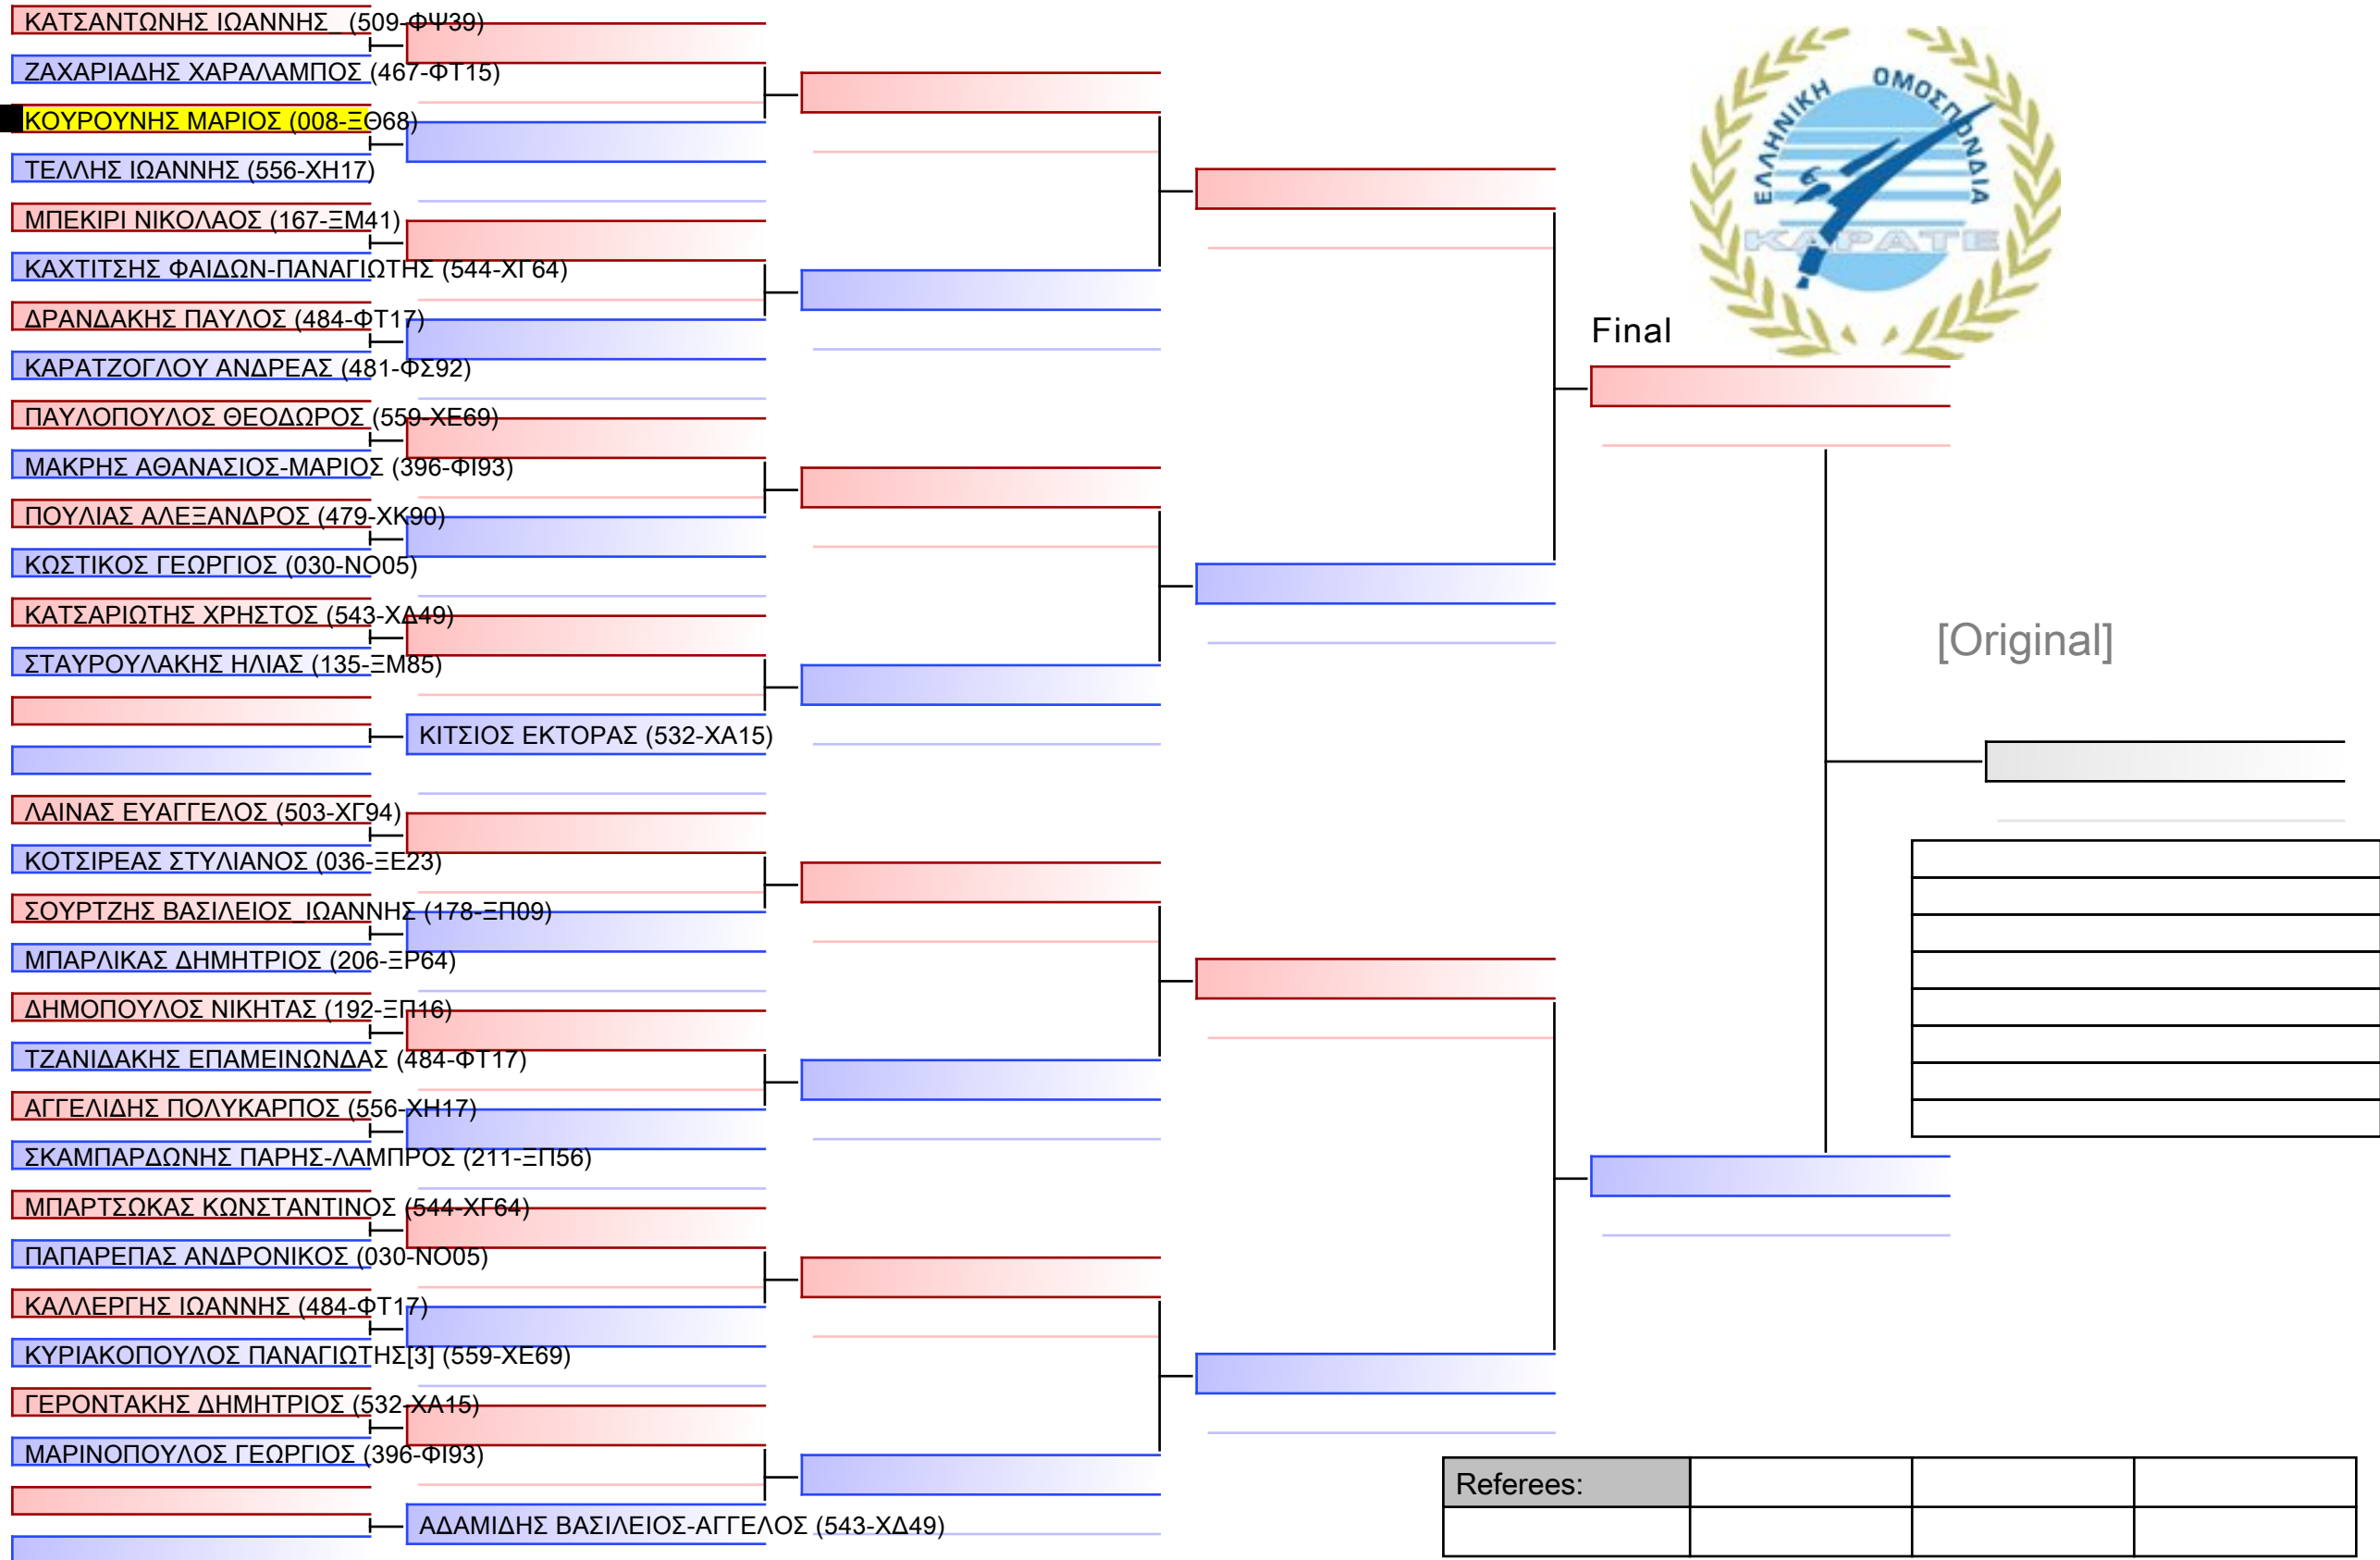 ΚΑΤΣΑΝΤΩΝΗΣ ΙΩΑΝΝΗΣ_ (509-ΦΨ39)
ΖΑΧΑΡΙΑΔΗΣ ΧΑΡΑΛΑΜΠΟΣ (467-ΦΤ15)
ΚΟΥΡΟΥΝΗΣ ΜΑΡΙΟΣ (008-ΞΘ68)
ΤΕΛΛΗΣ ΙΩΑΝΝΗΣ (556-ΧΗ17)
ΜΠΕΚΙΡΙ ΝΙΚΟΛΑΟΣ (167-ΞΜ41)
ΚΑΧΤΙΤΣΗΣ ΦΑΙΔΩΝ-ΠΑΝΑΓΙΩΤΗΣ (544-ΧΓ64)
ΔΡΑΝΔΑΚΗΣ ΠΑΥΛΟΣ (484-ΦΤ17)
ΚΑΡΑΤΖΟΓΛΟΥ ΑΝΔΡΕΑΣ (481-ΦΣ92)
ΠΑΥΛΟΠΟΥΛΟΣ ΘΕΟΔΩΡΟΣ (559-ΧΕ69)
ΜΑΚΡΗΣ ΑΘΑΝΑΣΙΟΣ-ΜΑΡΙΟΣ (396-ΦΙ93)
ΠΟΥΛΙΑΣ ΑΛΕΞΑΝΔΡΟΣ (479-ΧΚ90)
ΚΩΣΤΙΚΟΣ ΓΕΩΡΓΙΟΣ (030-ΝΟ05)
ΚΑΤΣΑΡΙΩΤΗΣ ΧΡΗΣΤΟΣ (543-ΧΔ49)
ΣΤΑΥΡΟΥΛΑΚΗΣ ΗΛΙΑΣ (135-ΞΜ85)
ΚΙΤΣΙΟΣ ΕΚΤΟΡΑΣ (532-ΧΑ15)
ΛΑΙΝΑΣ ΕΥΑΓΓΕΛΟΣ (503-ΧΓ94)
ΚΟΤΣΙΡΕΑΣ ΣΤΥΛΙΑΝΟΣ (036-ΞΕ23)
ΣΟΥΡΤΖΗΣ ΒΑΣΙΛΕΙΟΣ_ΙΩΑΝΝΗΣ (178-ΞΠ09)
ΜΠΑΡΛΙΚΑΣ ΔΗΜΗΤΡΙΟΣ (206-ΞΡ64)
ΔΗΜΟΠΟΥΛΟΣ ΝΙΚΗΤΑΣ (192-ΞΠ16)
ΤΖΑΝΙΔΑΚΗΣ ΕΠΑΜΕΙΝΩΝΔΑΣ (484-ΦΤ17)
ΑΓΓΕΛΙΔΗΣ ΠΟΛΥΚΑΡΠΟΣ (556-ΧΗ17)
ΣΚΑΜΠΑΡΔΩΝΗΣ ΠΑΡΗΣ-ΛΑΜΠΡΟΣ (211-ΞΠ56)
ΜΠΑΡΤΣΩΚΑΣ ΚΩΝΣΤΑΝΤΙΝΟΣ (544-ΧΓ64)
ΠΑΠΑΡΕΠΑΣ ΑΝΔΡΟΝΙΚΟΣ (030-ΝΟ05)
ΚΑΛΛΕΡΓΗΣ ΙΩΑΝΝΗΣ (484-ΦΤ17)
ΚΥΡΙΑΚΟΠΟΥΛΟΣ ΠΑΝΑΓΙΩΤΗΣ[3] (559-ΧΕ69)
ΓΕΡΟΝΤΑΚΗΣ ΔΗΜΗΤΡΙΟΣ (532-ΧΑ15)
ΜΑΡΙΝΟΠΟΥΛΟΣ ΓΕΩΡΓΙΟΣ (396-ΦΙ93)
ΑΔΑΜΙΔΗΣ ΒΑΣΙΛΕΙΟΣ-ΑΓΓΕΛΟΣ (543-ΧΔ49)
ΕΛΛΗΝΙΚΗ ΟΜΟΣΠΟΝΔΙΑ
ΚΑΡΑΤΕ
Final
[Original]
Referees: